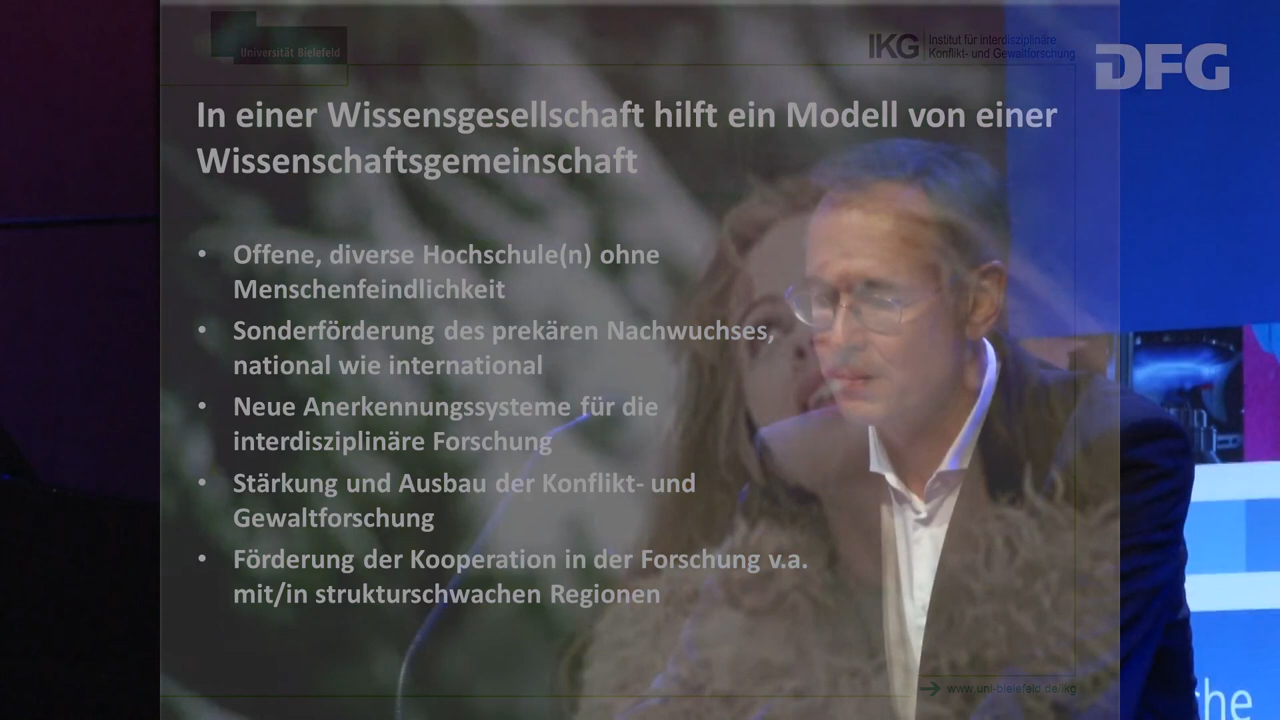 Universität Bielefeld
IKG
Institut für interdisziplinäre
Konflikt- und Gewaltforschung
DFG
In einer Wissensgesellschaft hilft ein Modell von einer
Wissenschaftsgemeinschaft
• Offene, diverse Hochschule(n) ohne
Menschenfeindlichkeit
• Sonderförderung des prekären Nachwuchses,
national wie international
• Neue Anerkennungssysteme für die
interdisziplinäre Forschung
• Stärkung und Ausbau der Konflikt- und
Gewaltforschung
• Förderung der Kooperation in der Forschung v.a.
mit/in strukturschwachen Regionen
www.uni-bielefeld.de/ikg
che